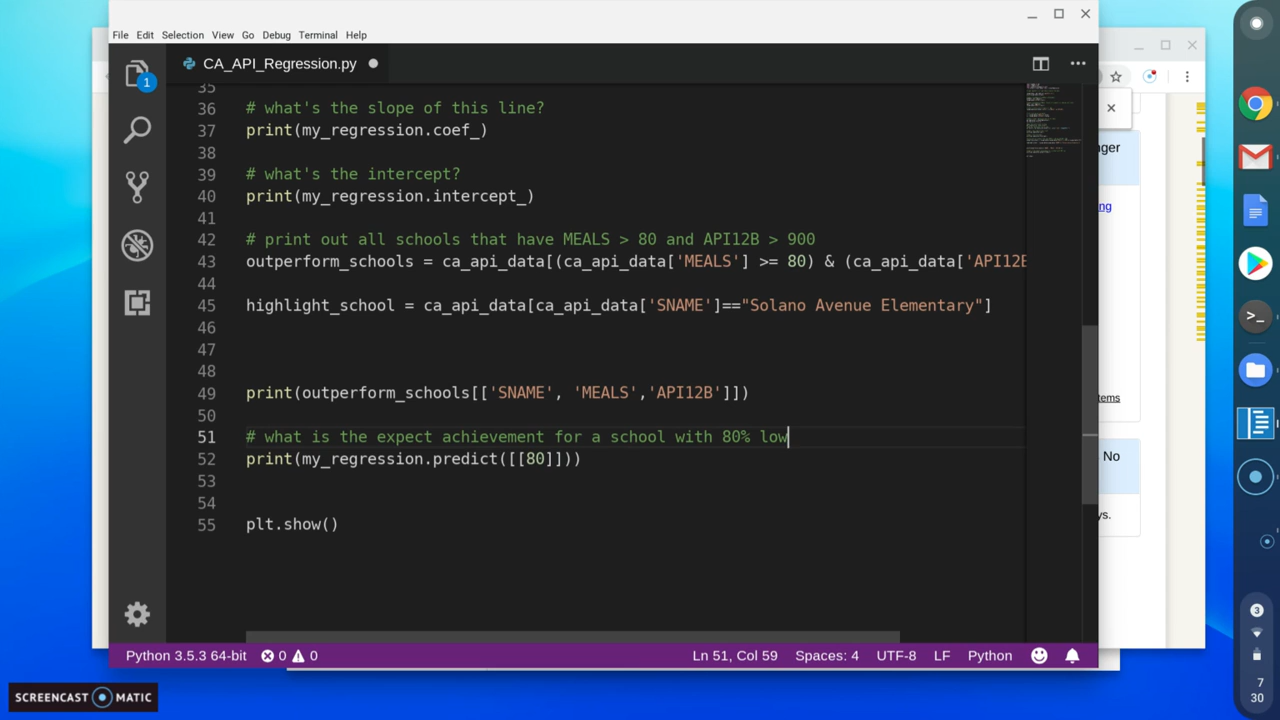 File Edit Selection View Go Debug Terminal Help
CA_API_Regression.py
1
35
36 # what's the slope of this line?
37 print(my_regression.coef_)
38
39 # what's the intercept?
40 print(my_regression.intercept_)
41
42 # print out all schools that have MEALS > 80 and API12B > 900
43 outperform_schools = ca_api_data[(ca_api_data['MEALS'] >= 80) & (ca_api_data['API12B
44
45 highlight_school = ca_api_data[ca_api_data['SNAME']=="Solano Avenue Elementary"]
46
47
48
49 print(outperform_schools[['SNAME', 'MEALS','API12B']])
50
51 # what is the expect achievement for a school with 80% low
52 print(my_regression.predict([[80]]))
53
54
55 plt.show()
Python 3.5.3 64-bit 0 0 Ln 51, Col 59 Spaces: 4 UTF-8 LF Python
nger
ng
tems
No
ys.
3
7
30
SCREENCAST MATIC